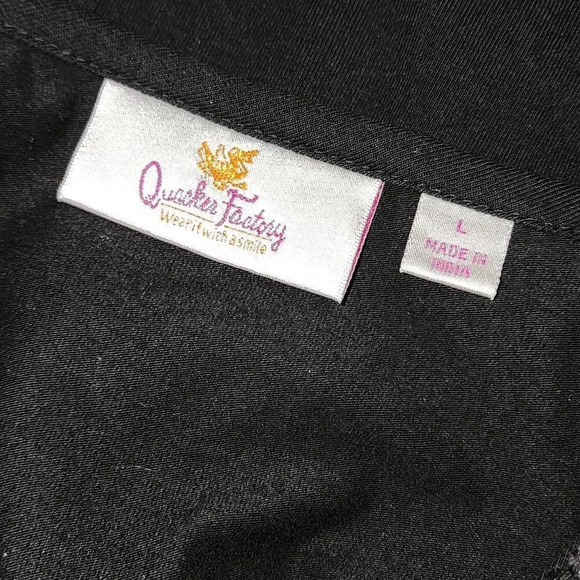 Quacker Factory
Wear it with a smile
L
MADE IN
INDIA